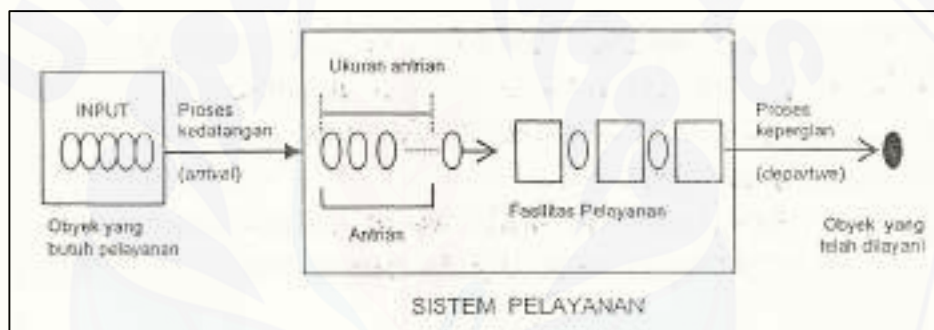 INPUT
Proses
kedatangan
(arrival)
Obyek yang
butuh pelayanan
Ukuran antrian
Antrian
Fasilitas Pelayanan
SISTEM PELAYANAN
Proses
kepergian
(departure)
Obyek yang
telah dilayani